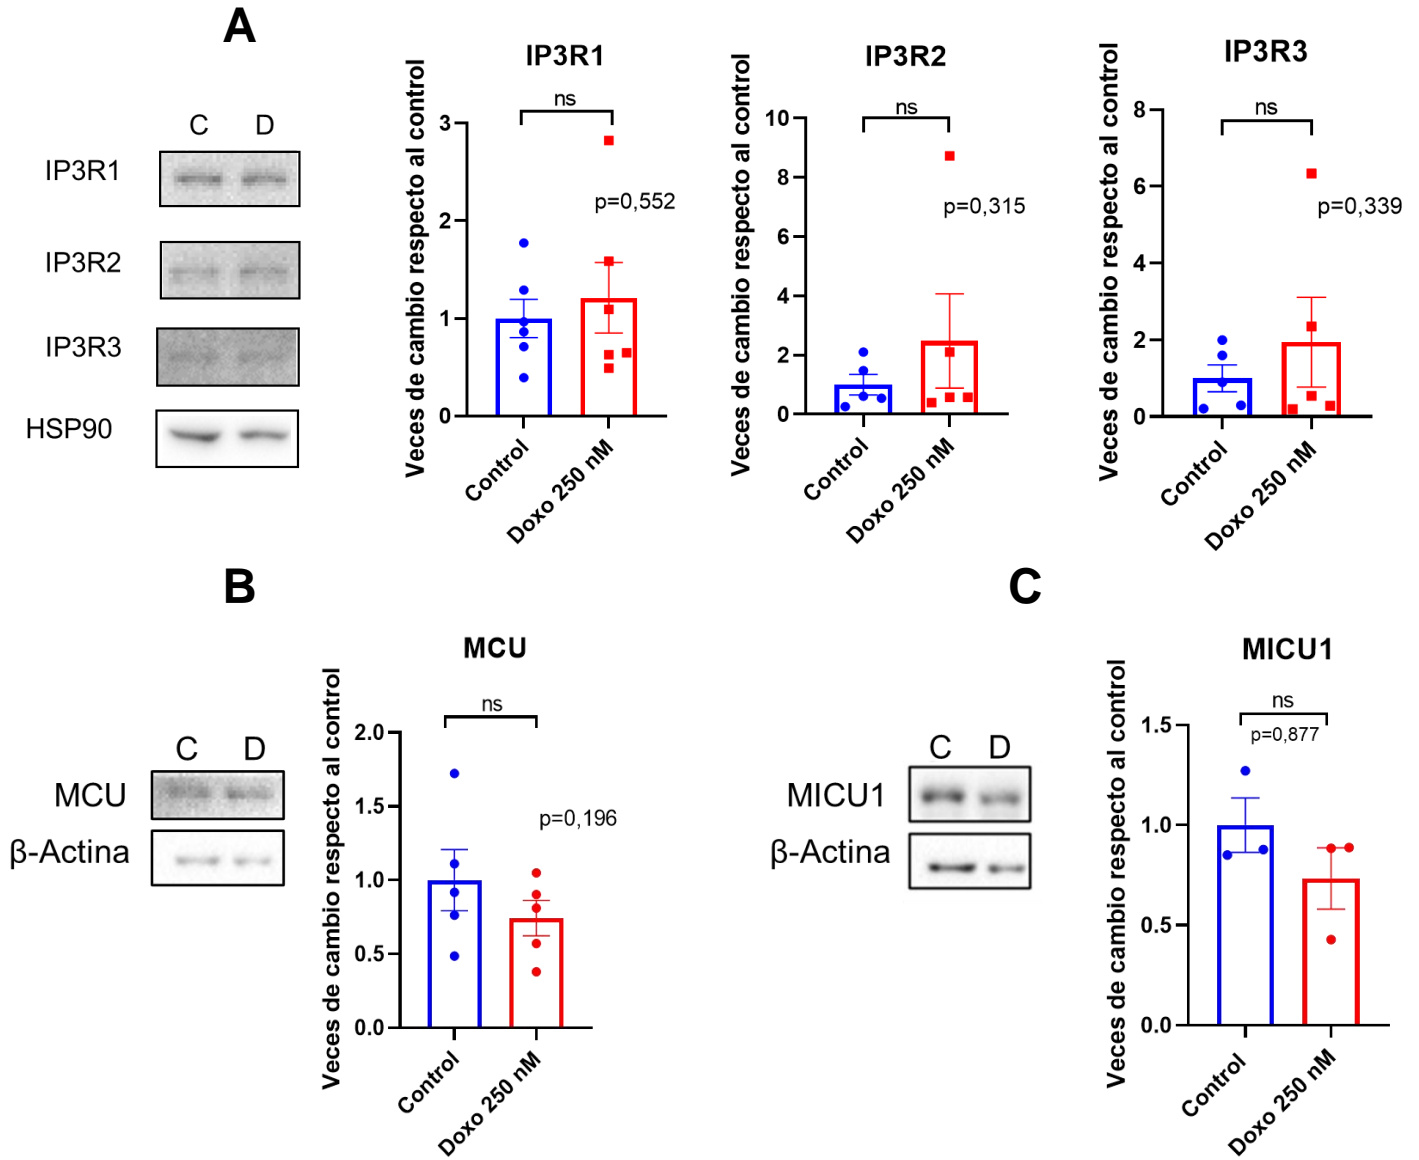 A
C D
IP3R1
IP3R2
IP3R3
HSP90
IP3R1
Veces de cambio respecto al control
3
2
1
0
ns
p=0,552
Control
Doxo 250 nM
IP3R2
Veces de cambio respecto al control
10
8
6
4
2
0
ns
p=0,315
Control
Doxo 250 nM
IP3R3
Veces de cambio respecto al control
8
6
4
2
0
ns
p=0,339
Control
Doxo 250 nM
B
C D
MCU
β-Actina
MCU
Veces de cambio respecto al control
2.0
1.5
1.0
0.5
0.0
ns
p=0,196
Control
Doxo 250 nM
C
C D
MICU1
β-Actina
MICU1
Veces de cambio respecto al control
1.5
1.0
0.5
0.0
ns
p=0,877
Control
Doxo 250 nM